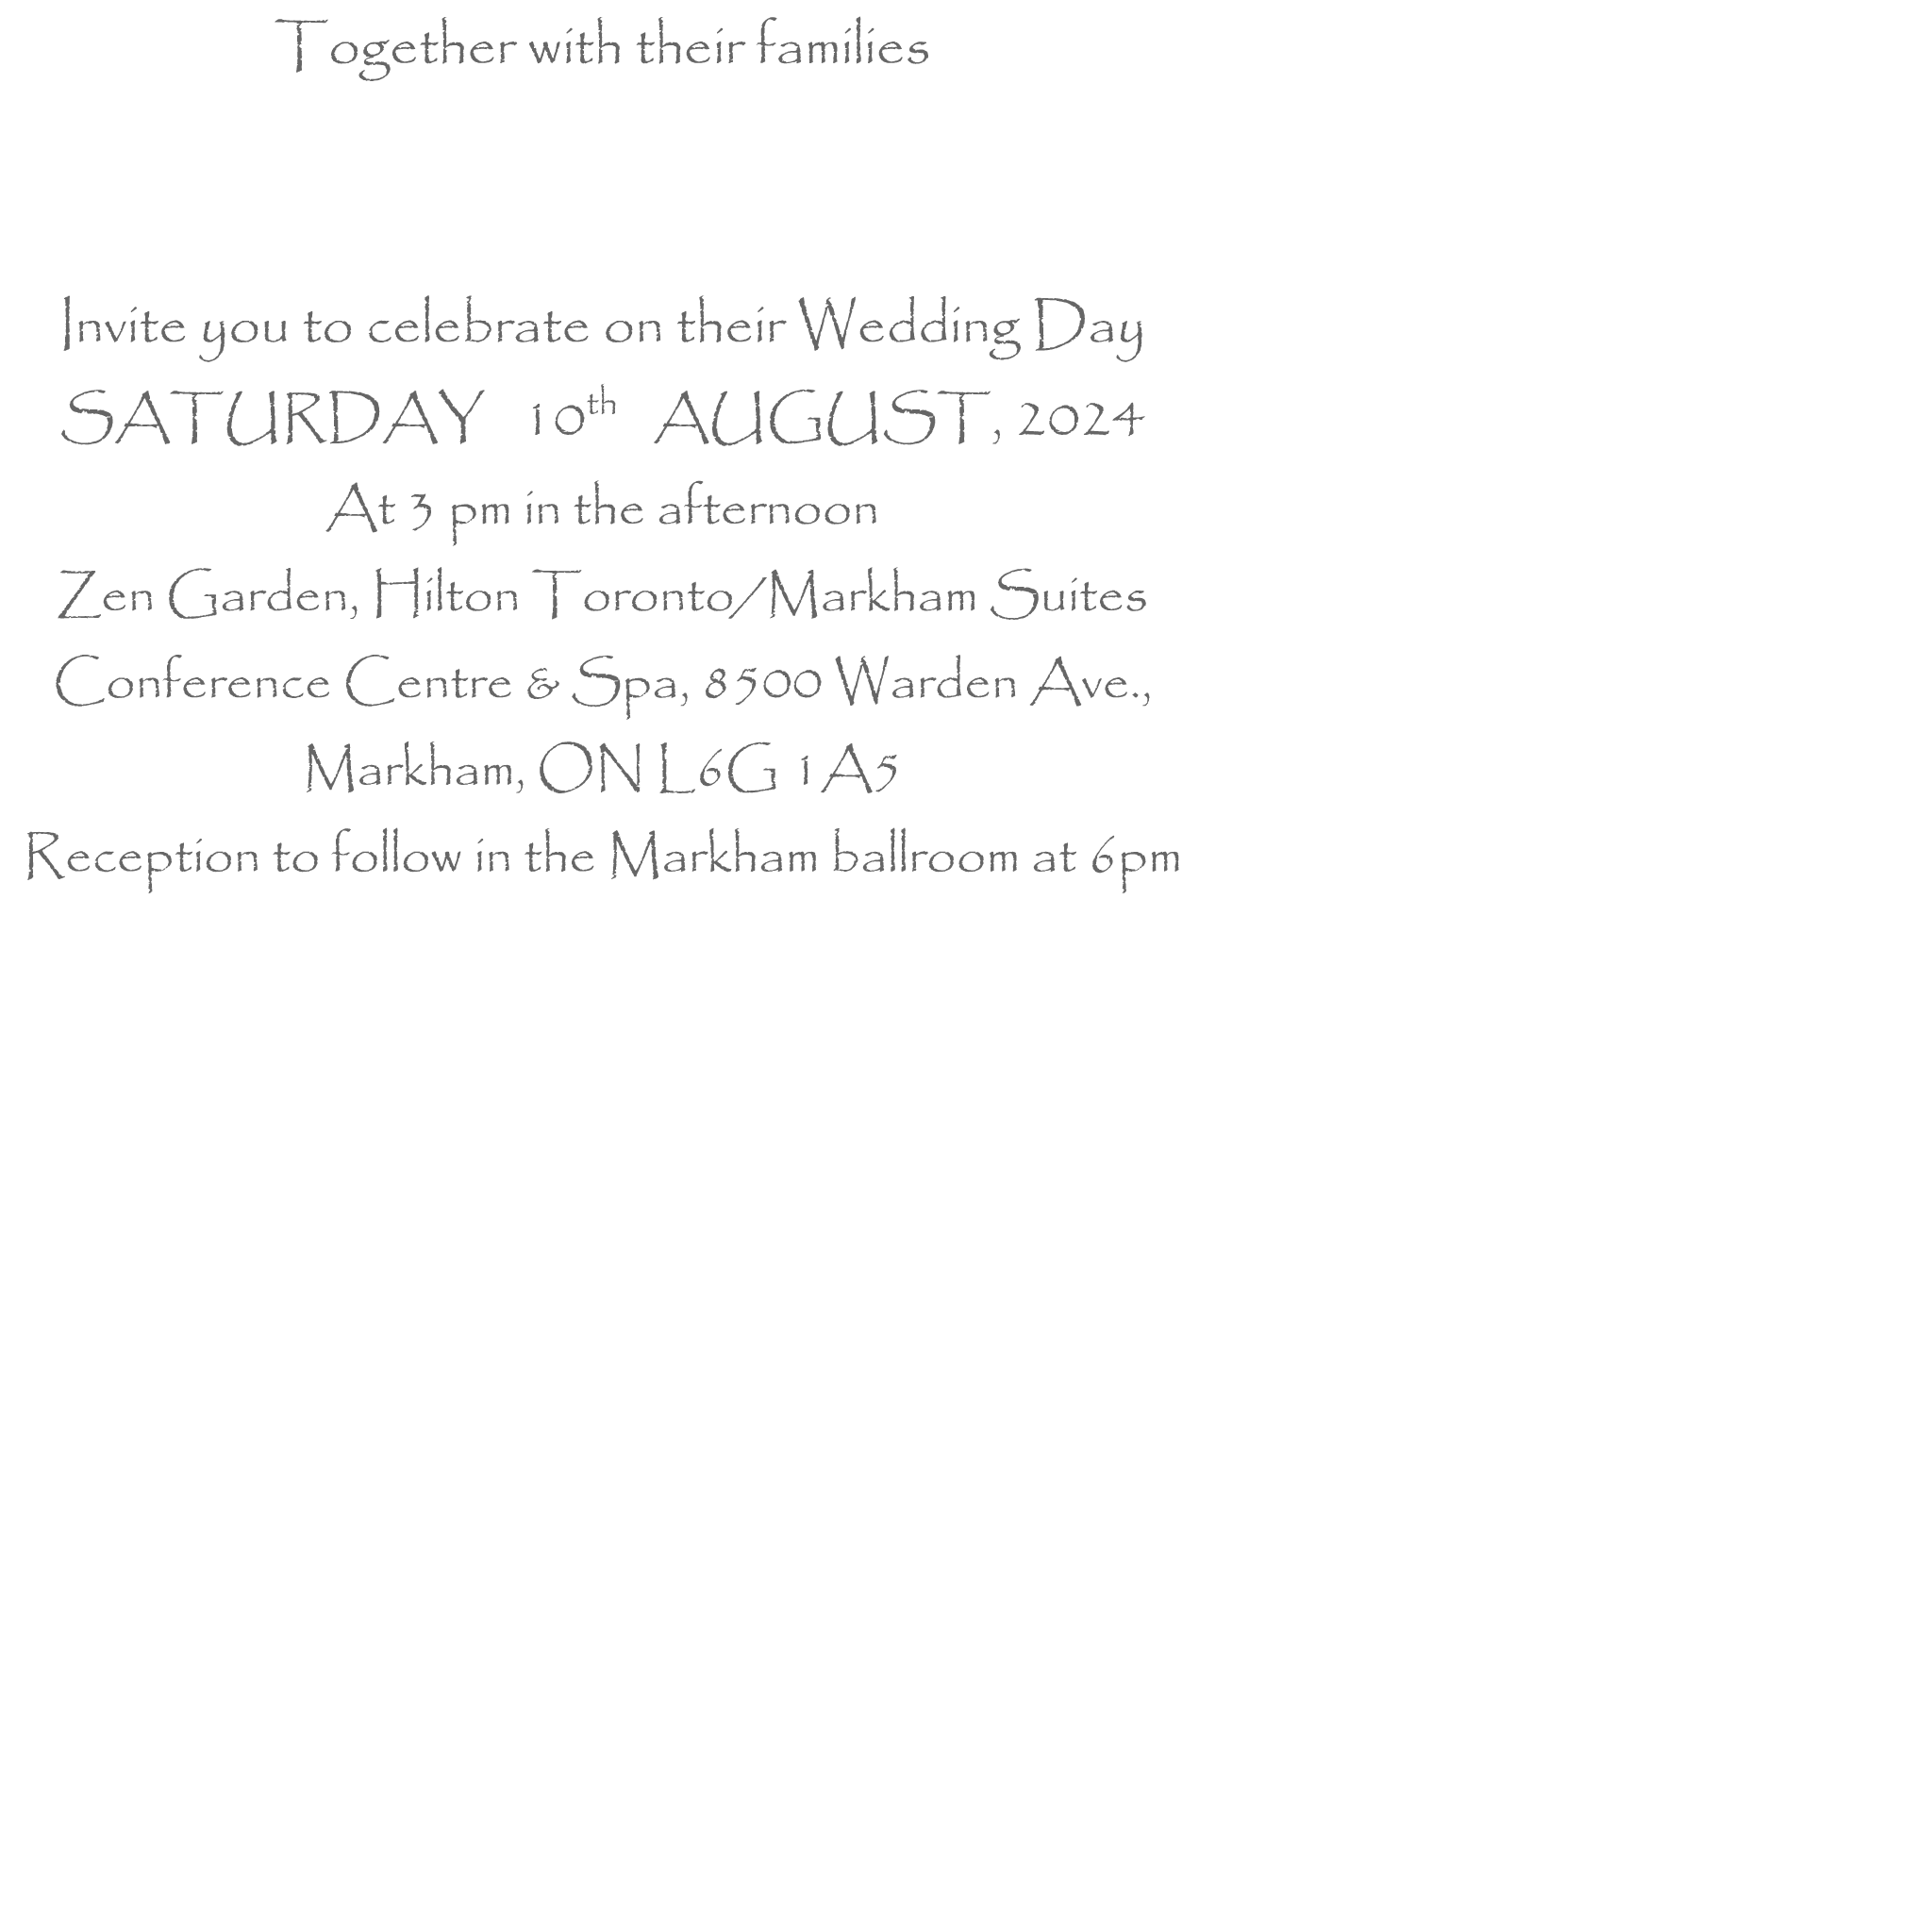 Together with their families
Invite you to celebrate on their Wedding Day
SATURDAY 10th AUGUST, 2024
At 3 pm in the afternoon
Zen Garden, Hilton Toronto/Markham Suites
Conference Centre & Spa, 8500 Warden Ave.,
Markham, ON L6G 1A5
Reception to follow in the Markham ballroom at 6pm